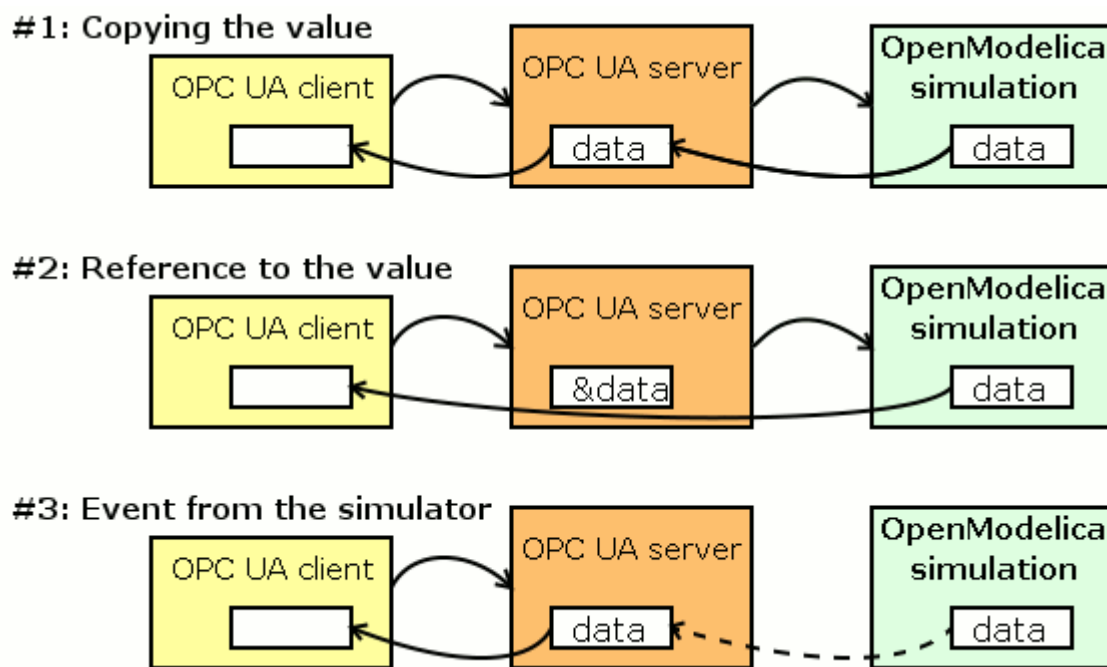 #1: Copying the value
OPC UA client
OPC UA server
OpenModelica
simulation
data
data
#2: Reference to the value
OPC UA client
OPC UA server
OpenModelica
simulation
&data
data
#3: Event from the simulator
OPC UA client
OPC UA server
OpenModelica
simulation
data
data